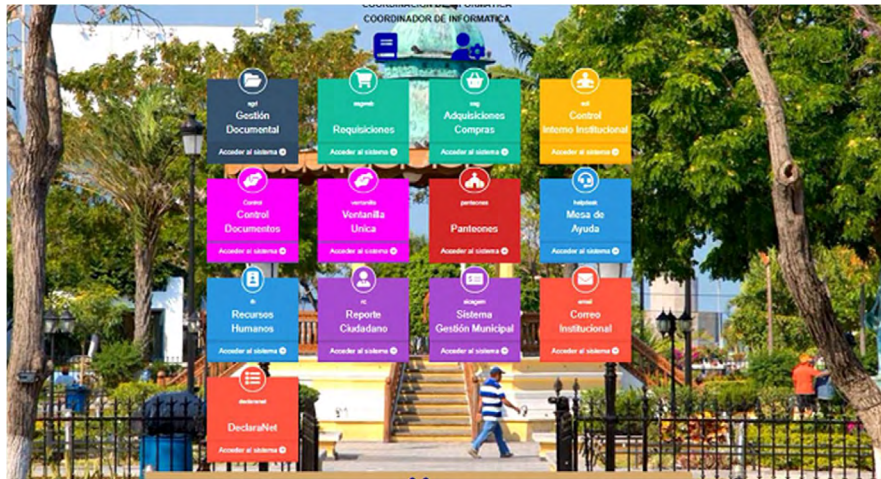 COORDINACION DE INFORMATICA
COORDINADOR DE INFORMATICA
sgd
Gestión
Documental
Acceder al sistema
sagweb
Requisiciones
Acceder al sistema
sag
Adquisiciones
Compras
Acceder al sistema
Control
Interno Institucional
Acceder al sistema
Control
Control
Documentos
Acceder al sistema
ventanilla
Ventanilla
Unica
Acceder al sistema
panteones
Panteones
Acceder al sistema
helpdesk
Mesa de
Ayuda
Acceder al sistema
Recursos
Humanos
Acceder al sistema
rc
Reporte
Ciudadano
Acceder al sistema
sicagem
Sistema
Gestión Municipal
Acceder al sistema
email
Correo
Institucional
Acceder al sistema
declaranet
DeclaraNet
Acceder al sistema